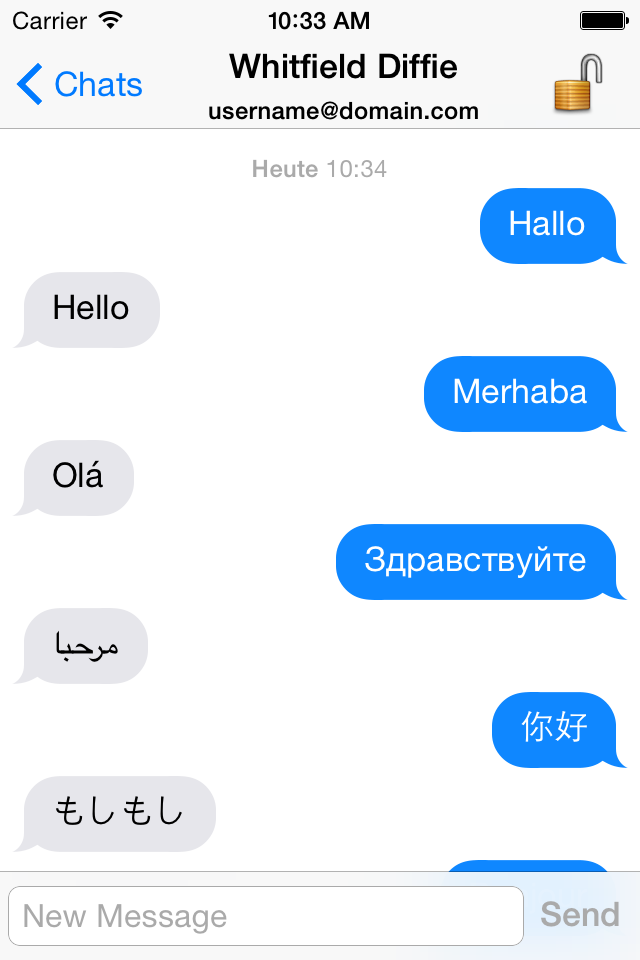 Carrier 10:33 AM
Chats
Whitfield Diffie
username@domain.com
Heute 10:34
Hallo
Hello
Merhaba
Olá
Здравствуйте
مرحبا
你好
もしもし
New Message Send